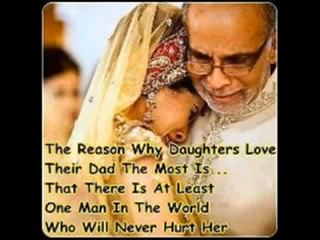 The Reason Why Daughters Love
Their Dad The Most Is...
That There Is At Least
One Man In The World
Who Will Never Hurt Her